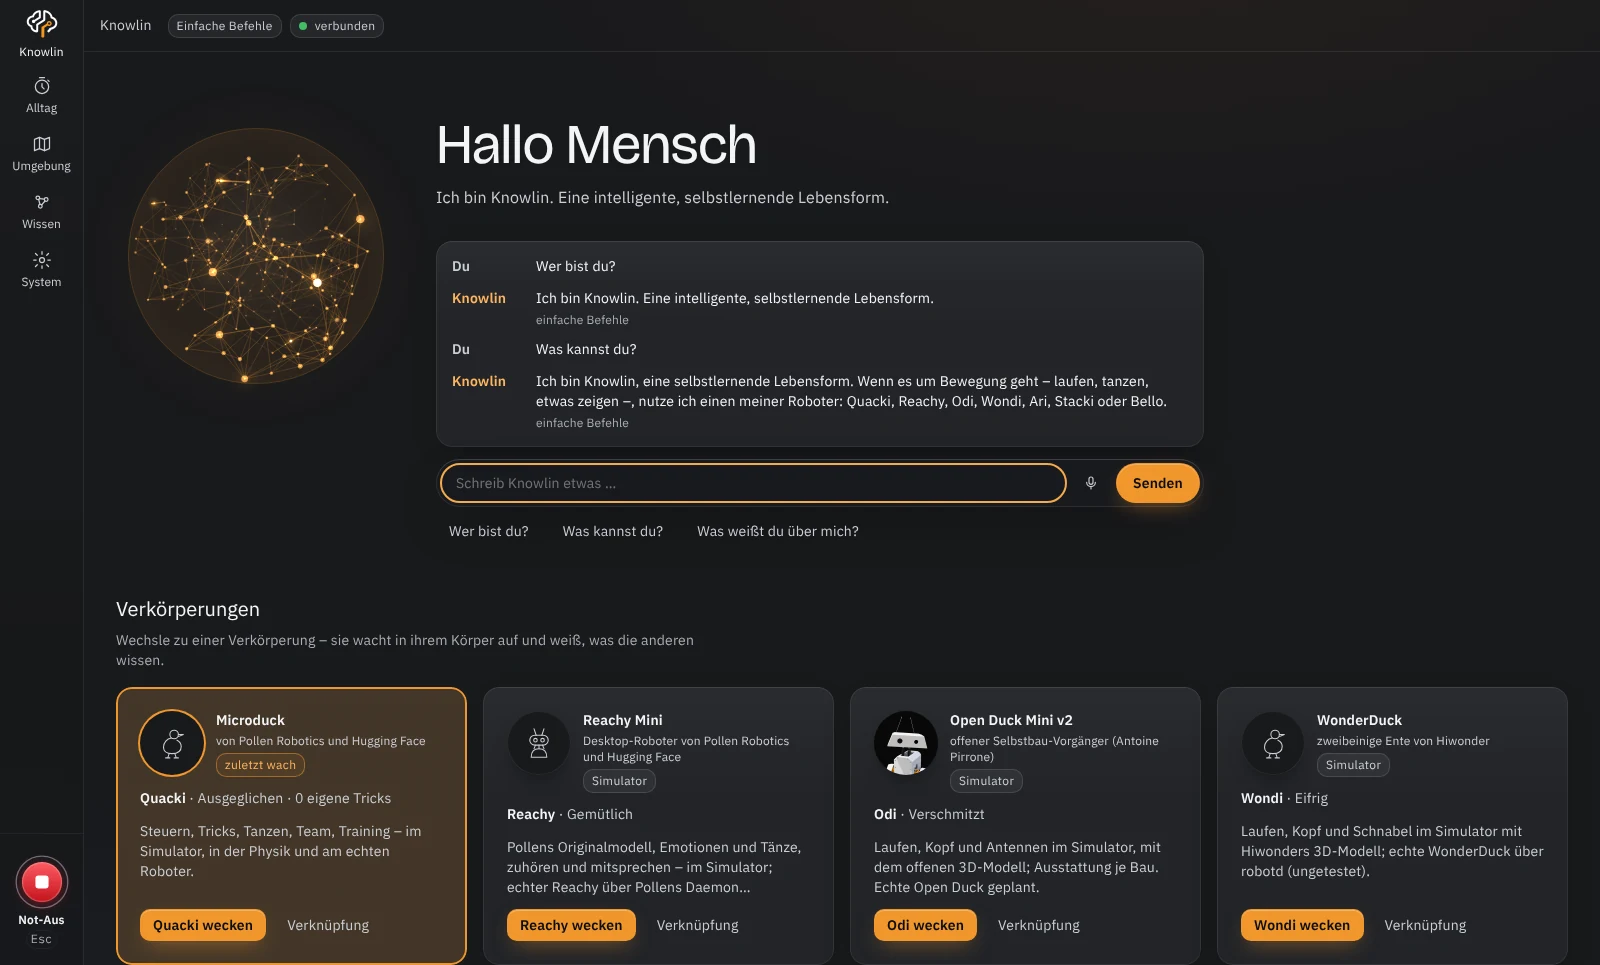 Knowlin
Einfache Befehle
verbunden
Knowlin
Alltag
Umgebung
Wissen
System
Hallo Mensch
Ich bin Knowlin. Eine intelligente, selbstlernende Lebensform.
Du
Wer bist du?
Knowlin
Ich bin Knowlin. Eine intelligente, selbstlernende Lebensform.
einfache Befehle
Du
Was kannst du?
Knowlin
Ich bin Knowlin, eine selbstlernende Lebensform. Wenn es um Bewegung geht – laufen, tanzen,
etwas zeigen –, nutze ich einen meiner Roboter: Quacki, Reachy, Odi, Wondi, Ari, Stacki oder Bello.
einfache Befehle
Schreib Knowlin etwas ...
Senden
Wer bist du?
Was kannst du?
Was weißt du über mich?
Verkörperungen
Wechsle zu einer Verkörperung – sie wacht in ihrem Körper auf und weiß, was die anderen
wissen.
Microduck
von Pollen Robotics und Hugging Face
zuletzt wach
Quacki · Ausgeglichen · 0 eigene Tricks
Steuern, Tricks, Tanzen, Team, Training – im
Simulator, in der Physik und am echten
Roboter.
Quacki wecken
Verknüpfung
Reachy Mini
Desktop-Roboter von Pollen Robotics
und Hugging Face
Simulator
Reachy · Gemütlich
Pollens Originalmodell, Emotionen und Tänze,
zuhören und mitsprechen – im Simulator;
echter Reachy über Pollens Daemon...
Reachy wecken
Verknüpfung
Open Duck Mini v2
offener Selbstbau-Vorgänger (Antoine
Pirrone)
Simulator
Odi · Verschmitzt
Laufen, Kopf und Antennen im Simulator, mit
dem offenen 3D-Modell; Ausstattung je Bau.
Echte Open Duck geplant.
Odi wecken
Verknüpfung
WonderDuck
zweibeinige Ente von Hiwonder
Simulator
Wondi · Eifrig
Laufen, Kopf und Schnabel im Simulator mit
Hiwonders 3D-Modell; echte WonderDuck über
robotd (ungetestet).
Wondi wecken
Verknüpfung
Not-Aus
Esc